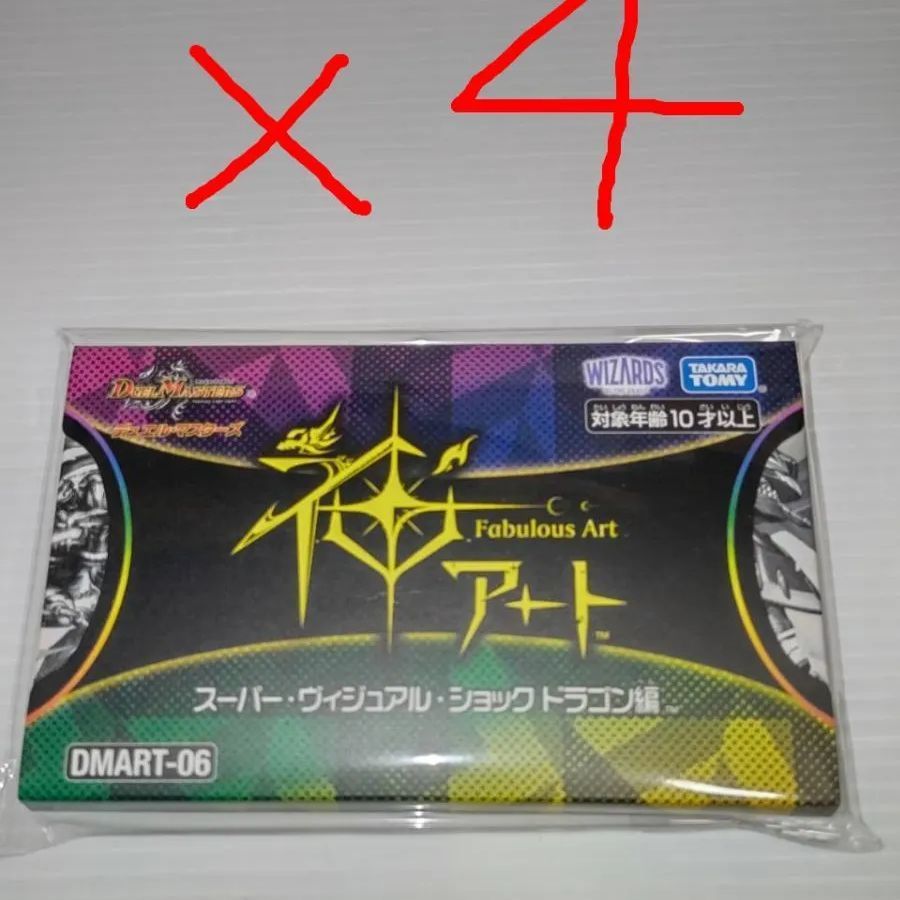 × 4
DUEL MASTERS
デュエル・マスターズ
WIZARDS
TAKARA TOMY
対象年齢10才以上
神アート
Fabulous Art
スーパー・ヴィジュアル・ショック ドラゴン編
DMART-06